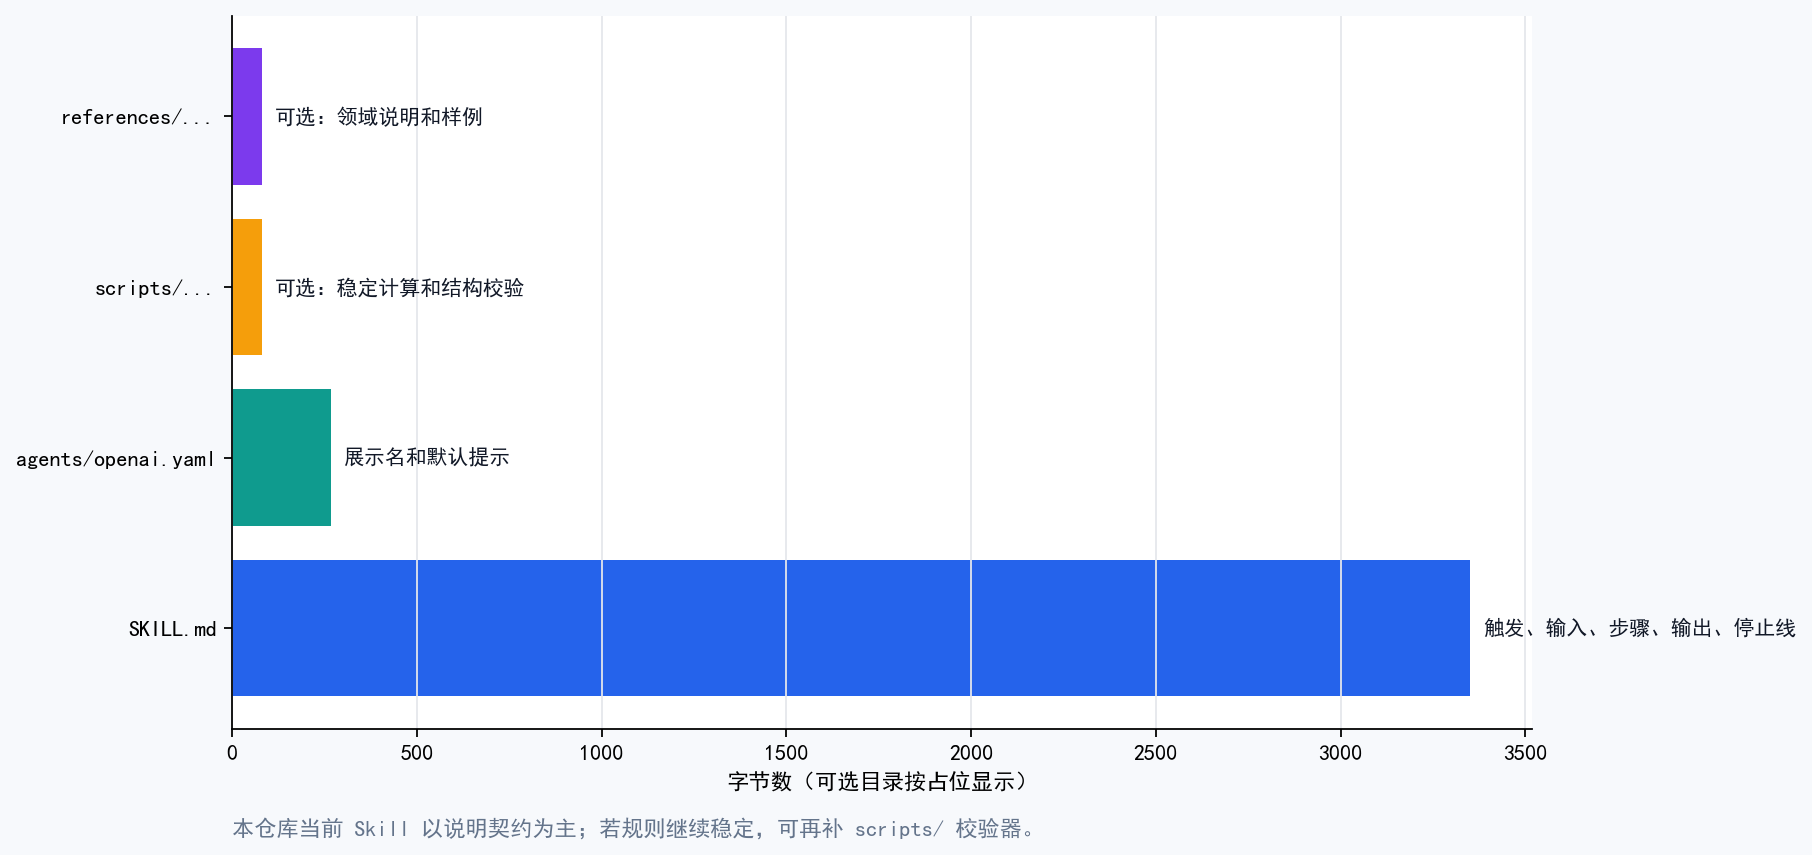 references/...
可选：领域说明和样例
scripts/...
可选：稳定计算和结构校验
agents/openai.yaml
展示名和默认提示
SKILL.md
触发、输入、步骤、输出、停止线
0 500 1000 1500 2000 2500 3000 3500
字节数（可选目录按占位显示）
本仓库当前 Skill 以说明契约为主；若规则继续稳定，可再补 scripts/ 校验器。